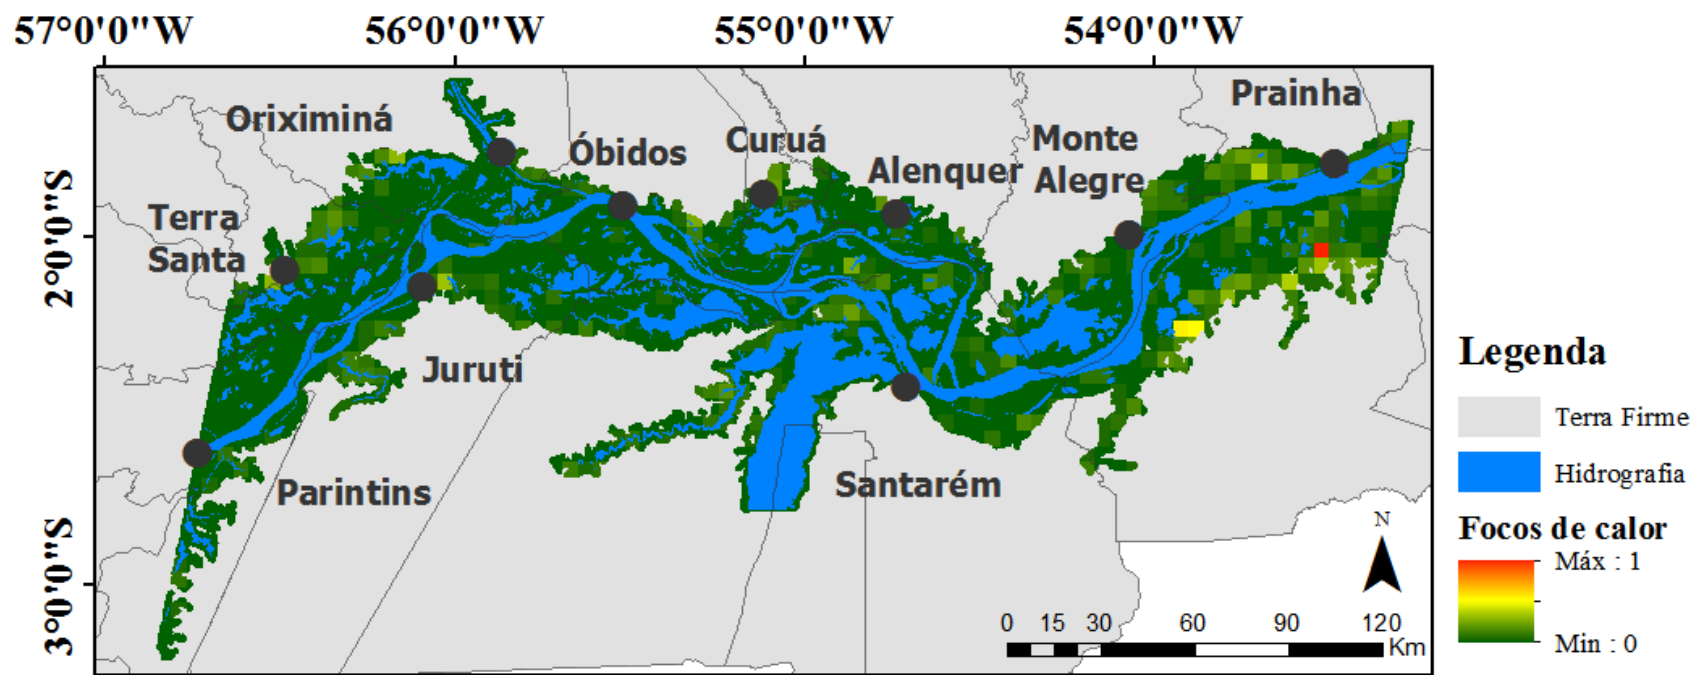 57°0'0"W 56°0'0"W 55°0'0"W 54°0'0"W
2°0'0"S
3°0'0"S
Prainha
Oriximiná
Óbidos
Curuá
Monte
Alegre
Alenquer
Terra
Santa
Juruti
Parintins
Santarém
N
0 15 30 60 90 120
Km
Legenda
Terra Firme
Hidrografia
Focos de calor
Máx : 1
Min : 0